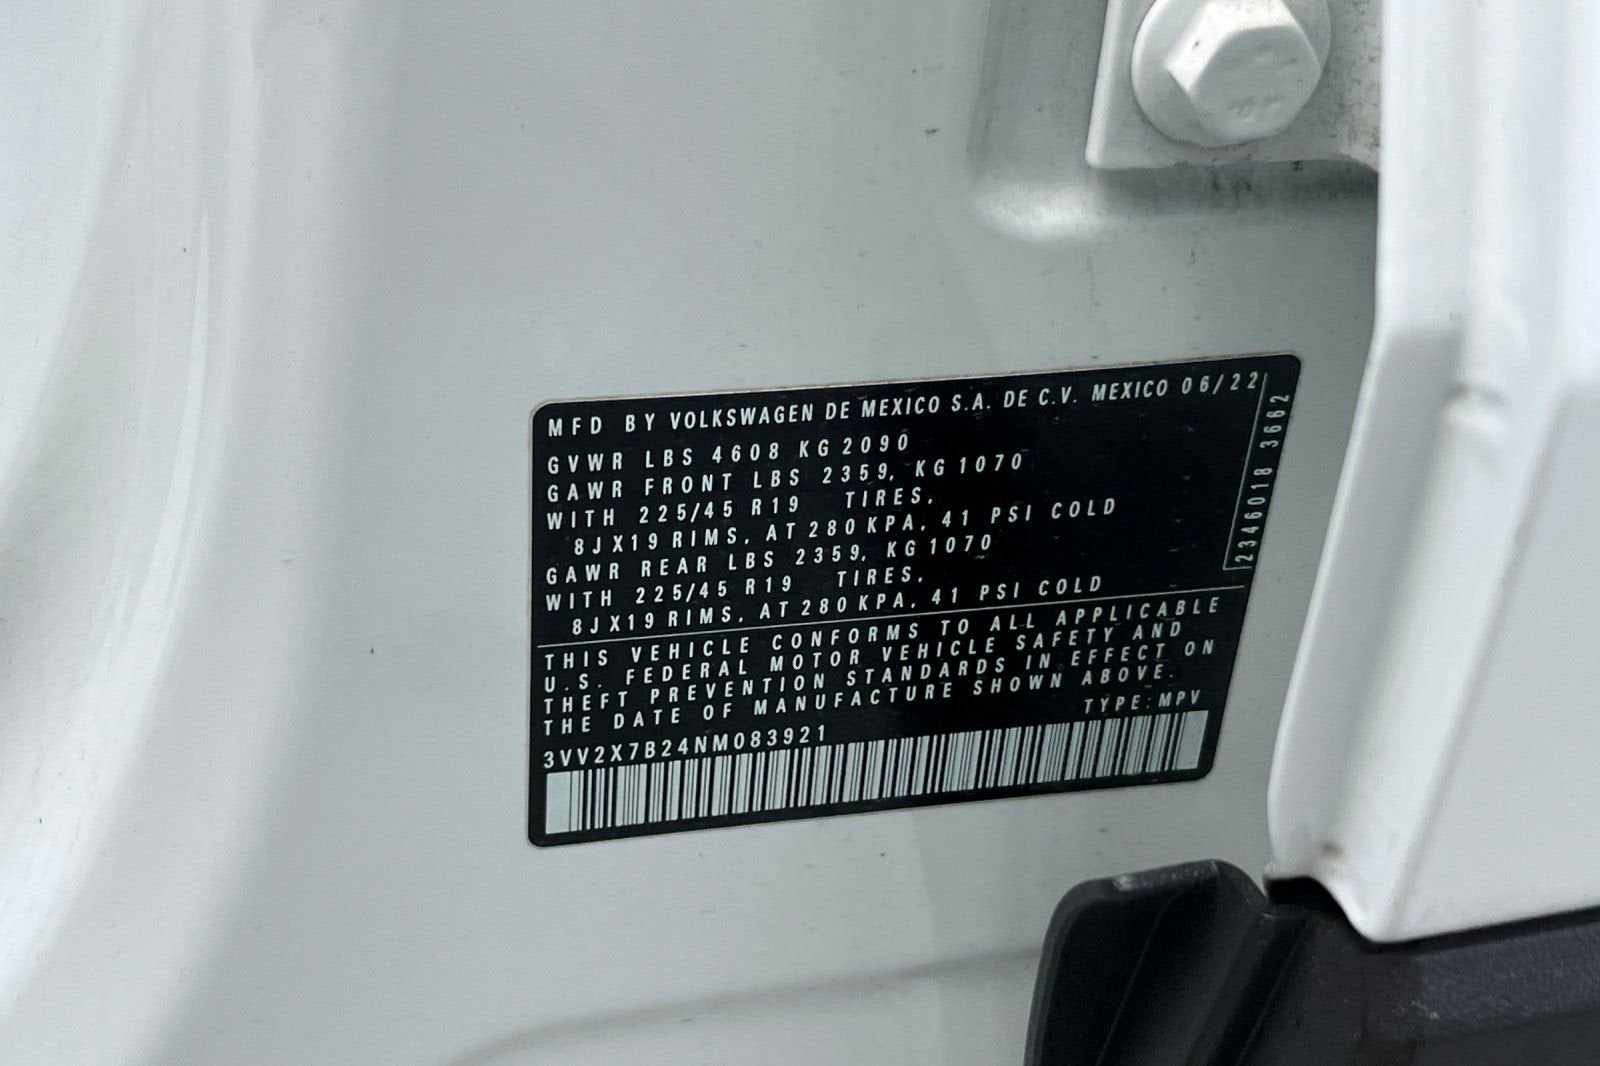 MFD BY VOLKSWAGEN DE MEXICO S.A. DE C.V. MEXICO 06/22
GVWR LBS 4608 KG 2090
GAWR FRONT LBS 2359, KG 1070
WITH 225/45 R19 TIRES,
8JX19 RIMS, AT 280 KPA, 41 PSI COLD
GAWR REAR LBS 2359, KG 1070
WITH 225/45 R19 TIRES,
8JX19 RIMS, AT 280 KPA, 41 PSI COLD
THIS VEHICLE CONFORMS TO ALL APPLICABLE
U.S. FEDERAL MOTOR VEHICLE SAFETY AND
THEFT PREVENTION STANDARDS IN EFFECT ON
THE DATE OF MANUFACTURE SHOWN ABOVE.
3VV2X7B24NM083921 TYPE: MPV
2346018 3662